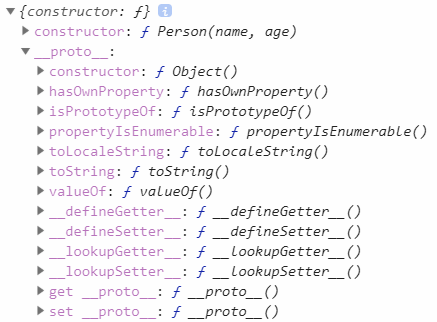 ▼{constructor: ƒ} i
▶constructor: ƒ Person(name, age)
▼__proto__:
▶constructor: ƒ Object()
▶hasOwnProperty: ƒ hasOwnProperty()
▶isPrototypeOf: ƒ isPrototypeOf()
▶propertyIsEnumerable: ƒ propertyIsEnumerable()
▶toLocaleString: ƒ toLocaleString()
▶toString: ƒ toString()
▶valueOf: ƒ valueOf()
▶__defineGetter__: ƒ __defineGetter__()
▶__defineSetter__: ƒ __defineSetter__()
▶__lookupGetter__: ƒ __lookupGetter__()
▶__lookupSetter__: ƒ __lookupSetter__()
▶get __proto__: ƒ __proto__()
▶set __proto__: ƒ __proto__()